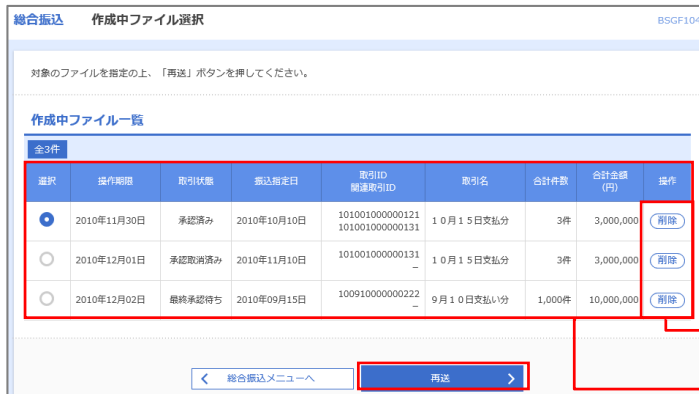 総合振込 作成中ファイル選択 BSGF104
対象のファイルを指定の上、「再送」ボタンを押してください。
作成中ファイル一覧
全3件
選択 操作期限 取引状態 振込指定日 取引ID 関連取引ID 取引名 合計件数 合計金額(円) 操作
2010年11月30日 承認済み 2010年10月10日 101001000000121 101001000000131 １０月１５日支払分 3件 3,000,000 削除
2010年12月01日 承認取消済み 2010年11月10日 101001000000131 – １０月１５日支払分 3件 3,000,000 削除
2010年12月02日 最終承認待ち 2010年09月15日 100910000000222 – ９月１０日支払い分 1,000件 10,000,000 削除
総合振込メニューへ 再送